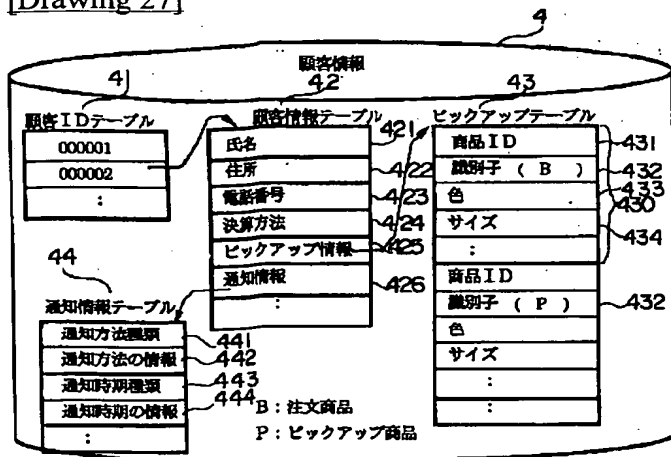 [Drawing 27]
4
顧客情報
41
顧客IDテーブル
000001
000002
:
42
顧客情報テーブル
氏名 421
住所 422
電話番号 423
決算方法 424
ピックアップ情報 425
通知情報 426
:
43
ピックアップテーブル
商品ID 431
識別子 ( B ) 432
色 433
430
サイズ 434
:
商品ID
識別子 ( P ) 432
色
サイズ
:
:
44
通知情報テーブル
通知方法種類 441
通知方法の情報 442
通知時期種類 443
通知時期の情報 444
:
B:注文商品
P:ピックアップ商品